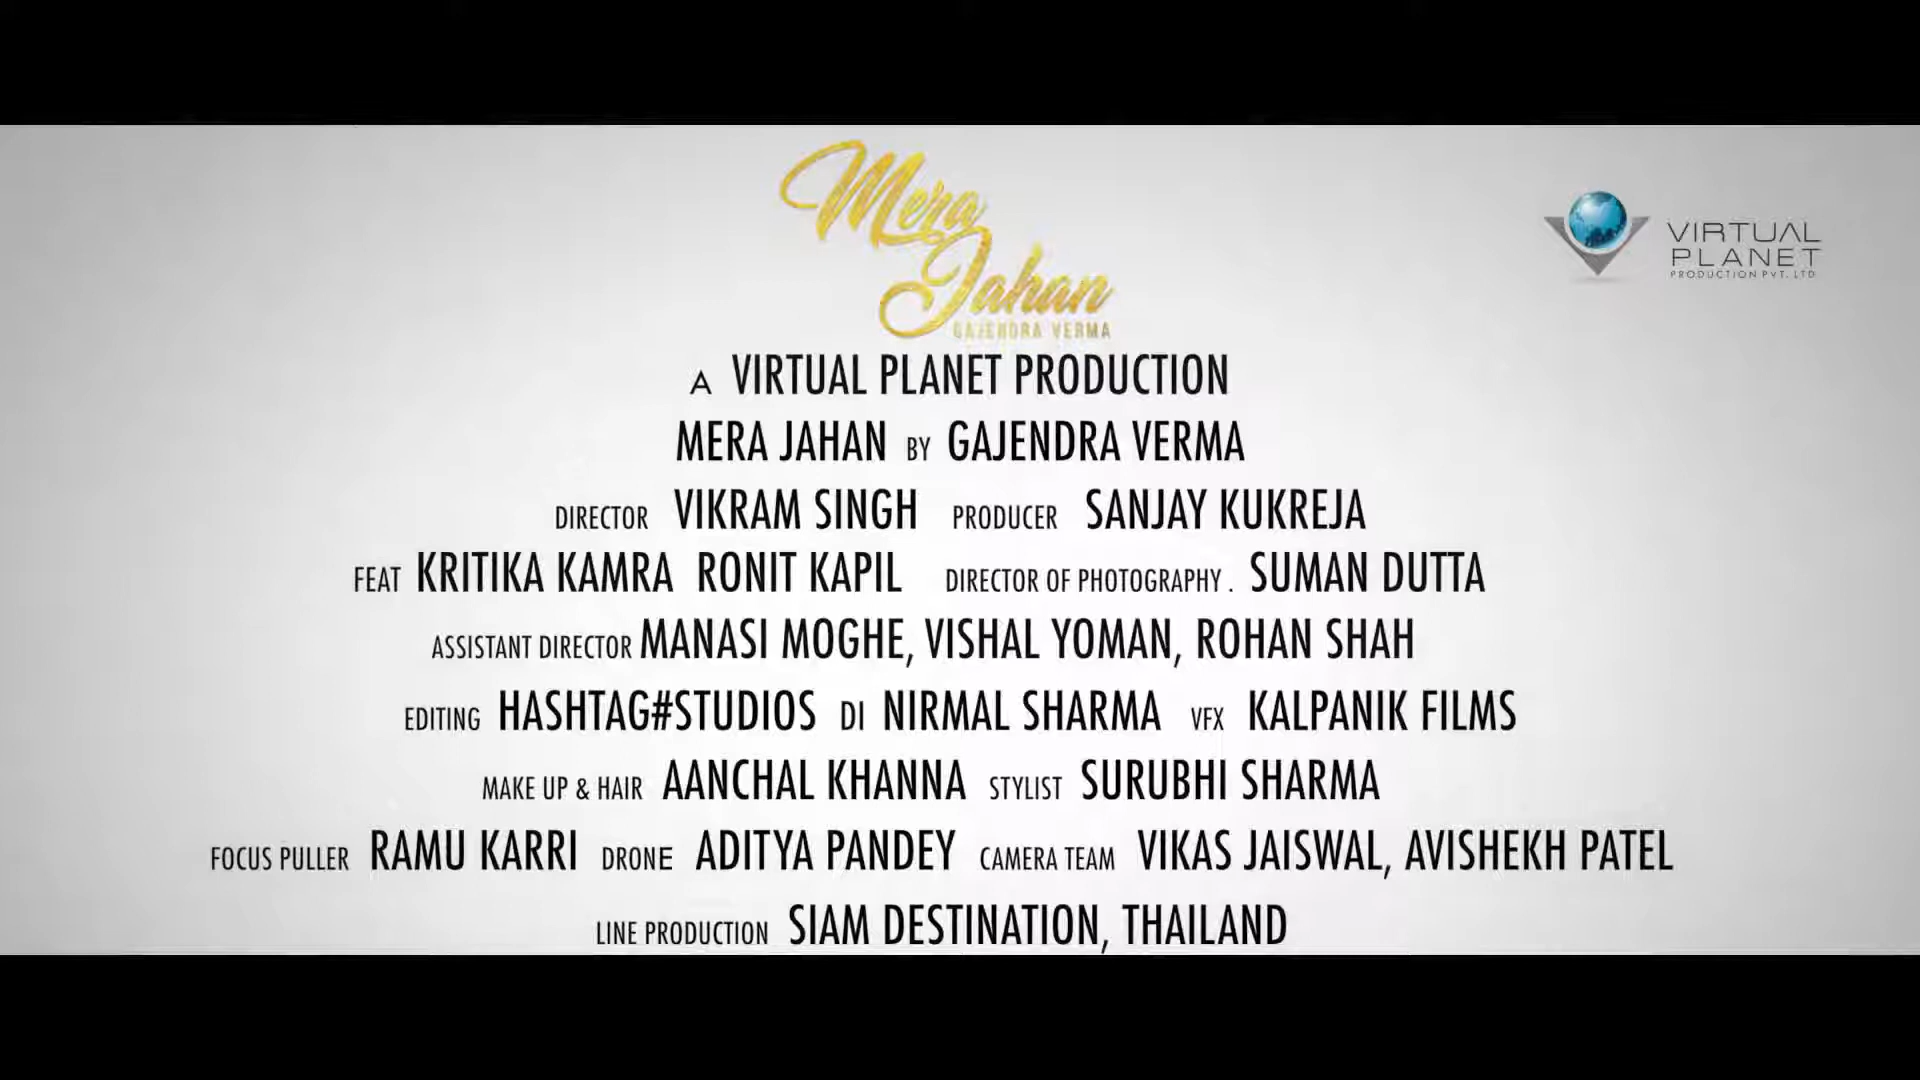 Mera
Jahan
GAJENDRA VERMA
VIRTUAL
PLANET
PRODUCTION PVT. LTD
A VIRTUAL PLANET PRODUCTION
MERA JAHAN BY GAJENDRA VERMA
DIRECTOR VIKRAM SINGH PRODUCER SANJAY KUKREJA
FEAT KRITIKA KAMRA RONIT KAPIL DIRECTOR OF PHOTOGRAPHY . SUMAN DUTTA
ASSISTANT DIRECTOR MANASI MOGHE, VISHAL YOMAN, ROHAN SHAH
EDITING HASHTAG#STUDIOS DI NIRMAL SHARMA VFX KALPANIK FILMS
MAKE UP & HAIR AANCHAL KHANNA STYLIST SURUBHI SHARMA
FOCUS PULLER RAMU KARRI DRONE ADITYA PANDEY CAMERA TEAM VIKAS JAISWAL, AVISHEKH PATEL
LINE PRODUCTION SIAM DESTINATION, THAILAND